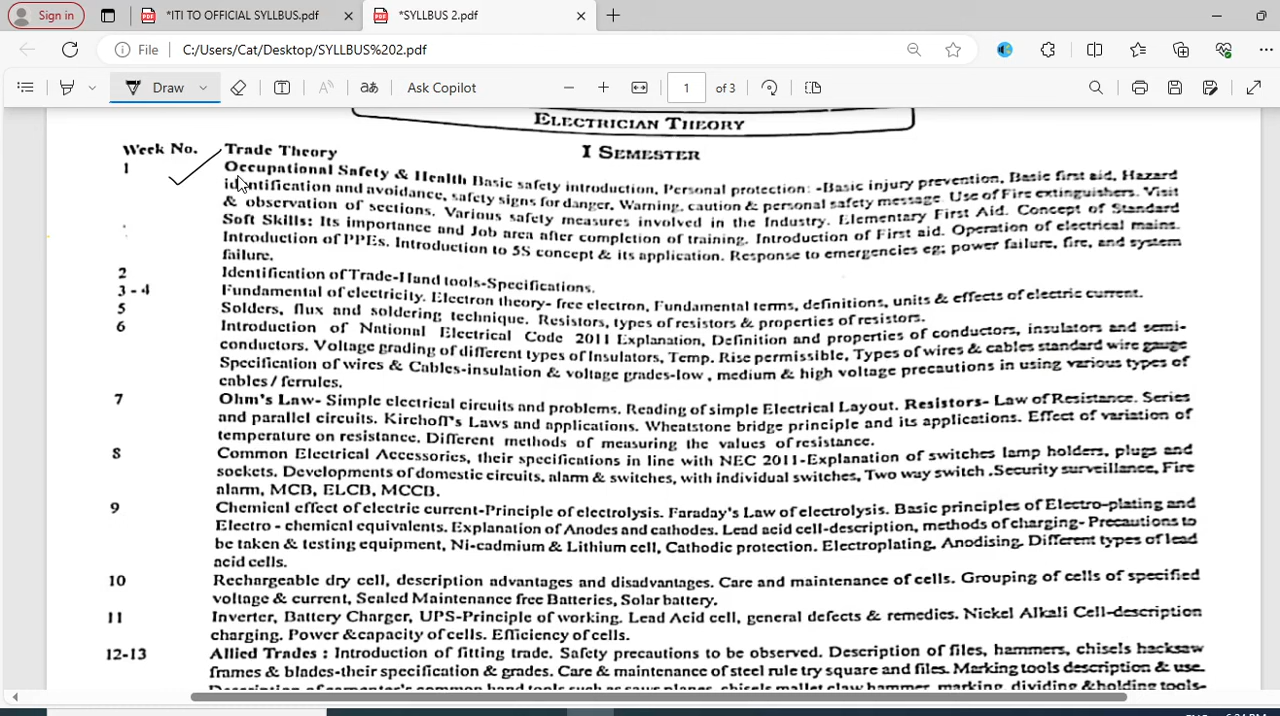 Sign in
*ITI TO OFFICIAL SYLLBUS.pdf
*SYLLBUS 2.pdf
File
C:/Users/Cat/Desktop/SYLLBUS%202.pdf
Draw
Ask Copilot
1 of 3
ELECTRICIAN THEORY
Week No. Trade Theory I SEMESTER
1 Occupational Safety & Health Basic safety introduction, Personal protection: -Basic injury prevention, Basic first aid, Hazard
identification and avoidance, safety signs for danger, Warning, caution & personal safety message. Use of Fire extinguishers. Visit
& observation of sections. Various safety measures involved in the Industry. Elementary First Aid. Concept of Standard
Soft Skills: Its importance and Job area after completion of training. Introduction of First aid. Operation of electrical mains.
Introduction of PPEs. Introduction to 5S concept & its application. Response to emergencies eg; power failure, fire, and system
failure.
2 Identification of Trade-Hand tools-Specifications.
3 - 4 Fundamental of electricity. Electron theory- free electron, Fundamental terms, definitions, units & effects of electric current.
5 Solders, flux and soldering technique. Resistors, types of resistors & properties of resistors.
6 Introduction of National Electrical Code 2011 Explanation, Definition and properties of conductors, insulators and semi-
conductors. Voltage grading of different types of Insulators, Temp. Rise permissible, Types of wires & cables standard wire gauge
Specification of wires & Cables-insulation & voltage grades-low , medium & high voltage precautions in using various types of
cables / ferrules.
7 Ohm's Law- Simple electrical circuits and problems. Reading of simple Electrical Layout. Resistors- Law of Resistance. Series
and parallel circuits. Kirchoff's Laws and applications. Wheatstone bridge principle and its applications. Effect of variation of
temperature on resistance. Different methods of measuring the values of resistance.
8 Common Electrical Accessories, their specifications in line with NEC 2011-Explanation of switches lamp holders, plugs and
sockets. Developments of domestic circuits, alarm & switches, with individual switches, Two way switch .Security surveillance, Fire
alarm, MCB, ELCB, MCCB.
9 Chemical effect of electric current-Principle of electrolysis. Faraday's Law of electrolysis. Basic principles of Electro-plating and
Electro - chemical equivalents. Explanation of Anodes and cathodes. Lead acid cell-description, methods of charging- Precautions to
be taken & testing equipment, Ni-cadmium & Lithium cell, Cathodic protection. Electroplating, Anodising. Different types of lead
acid cells.
10 Rechargeable dry cell, description advantages and disadvantages. Care and maintenance of cells. Grouping of cells of specified
voltage & current, Sealed Maintenance free Batteries, Solar battery.
11 Inverter, Battery Charger, UPS-Principle of working. Lead Acid cell, general defects & remedies. Nickel Alkali Cell-description
charging. Power &capacity of cells. Efficiency of cells.
12-13 Allied Trades : Introduction of fitting trade. Safety precautions to be observed. Description of files, hammers, chisels hacksaw
frames & blades-their specification & grades. Care & maintenance of steel rule try square and files. Marking tools description & use.
Description of carpenter's common hand tools such as saws planes, chisels mallet claw hammer, marking, dividing &holding tools-